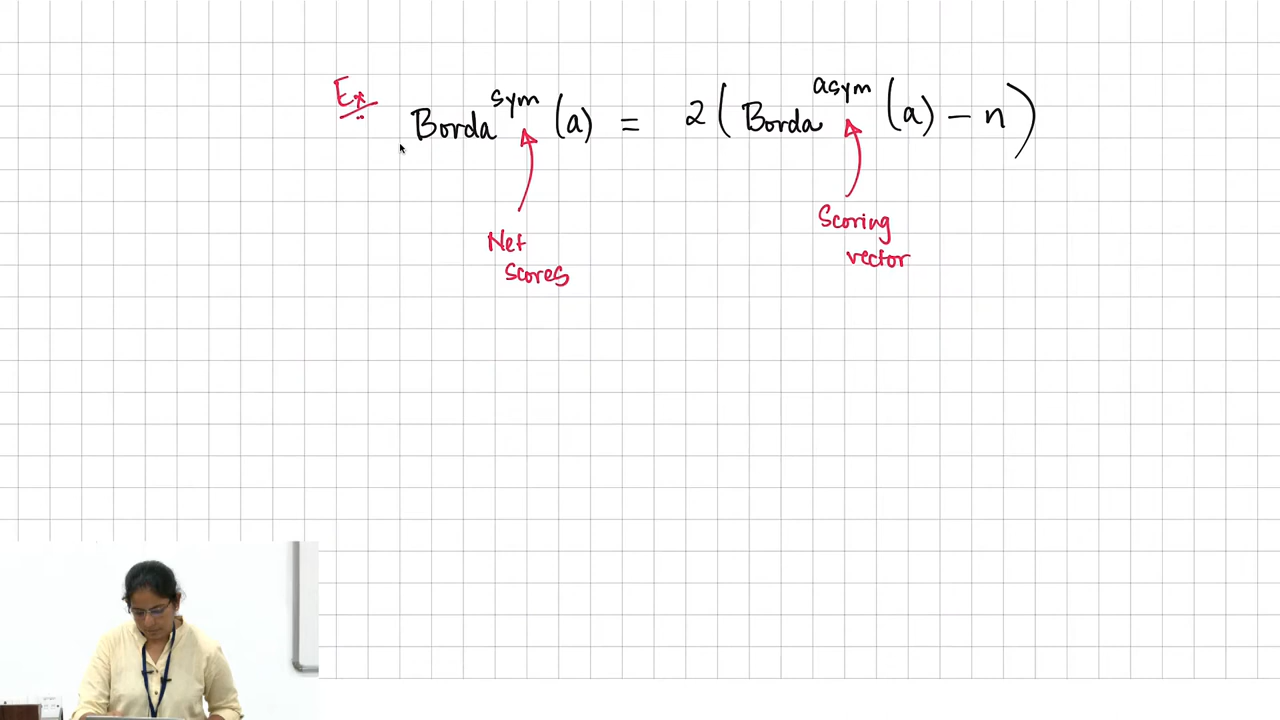 Ex Borda^sym (a) = 2 ( Borda^asym (a) − n )
Net
scores
Scoring
vector